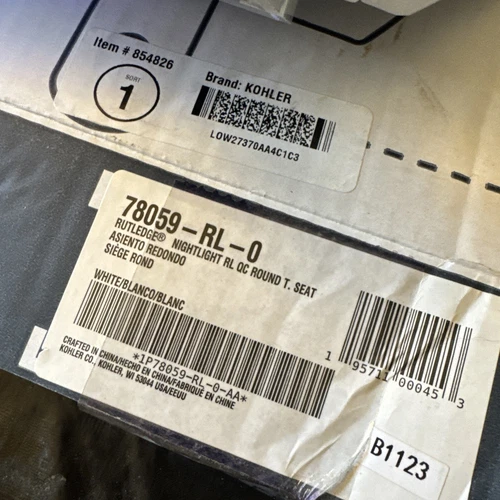 Item # 854826
SORT
1
Brand: KOHLER
LOW27370AA4C1C3
78059-RL-0
RUTLEDGE® NIGHTLIGHT RL QC ROUND T. SEAT
ASIENTO REDONDO
SIÈGE ROND
WHITE/BLANCO/BLANC
*1P78059-RL-0-AA*
CRAFTED IN CHINA/HECHO EN CHINA/FABRIQUÉ EN CHINE
KOHLER CO., KOHLER, WI 53044 USA/EEUU
1 95711 00045 3
B1123